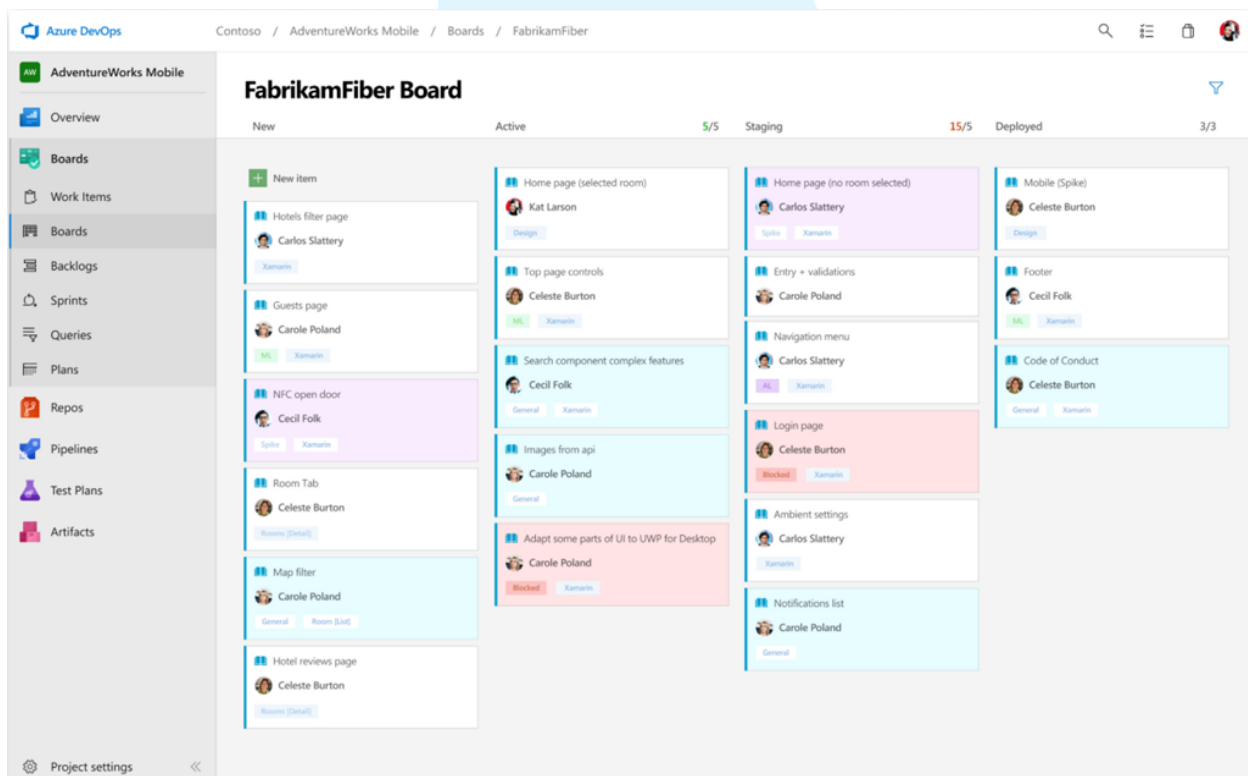 Azure DevOps
Contoso / AdventureWorks Mobile / Boards / FabrikamFiber
AW AdventureWorks Mobile
Overview
Boards
Work Items
Boards
Backlogs
Sprints
Queries
Plans
Repos
Pipelines
Test Plans
Artifacts
Project settings
FabrikamFiber Board
New
New item
Hotels filter page
Carlos Slattery
Xamarin
Guests page
Carole Poland
ML Xamarin
NFC open door
Cecil Folk
Spike Xamarin
Room Tab
Celeste Burton
Rooms [Detail]
Map filter
Carole Poland
General Room [List]
Hotel reviews page
Celeste Burton
Rooms [Detail]
Active 5/5
Home page (selected room)
Kat Larson
Design
Top page controls
Celeste Burton
ML Xamarin
Search component complex features
Cecil Folk
General Xamarin
Images from api
Carole Poland
General
Adapt some parts of UI to UWP for Desktop
Carole Poland
Blocked Xamarin
Staging 15/5
Home page (no room selected)
Carlos Slattery
Spike Xamarin
Entry + validations
Carole Poland
Navigation menu
Carlos Slattery
AL Xamarin
Login page
Celeste Burton
Blocked Xamarin
Ambient settings
Carlos Slattery
Xamarin
Notifications list
Carole Poland
General
Deployed 3/3
Mobile (Spike)
Celeste Burton
Design
Footer
Cecil Folk
ML Xamarin
Code of Conduct
Celeste Burton
General Xamarin